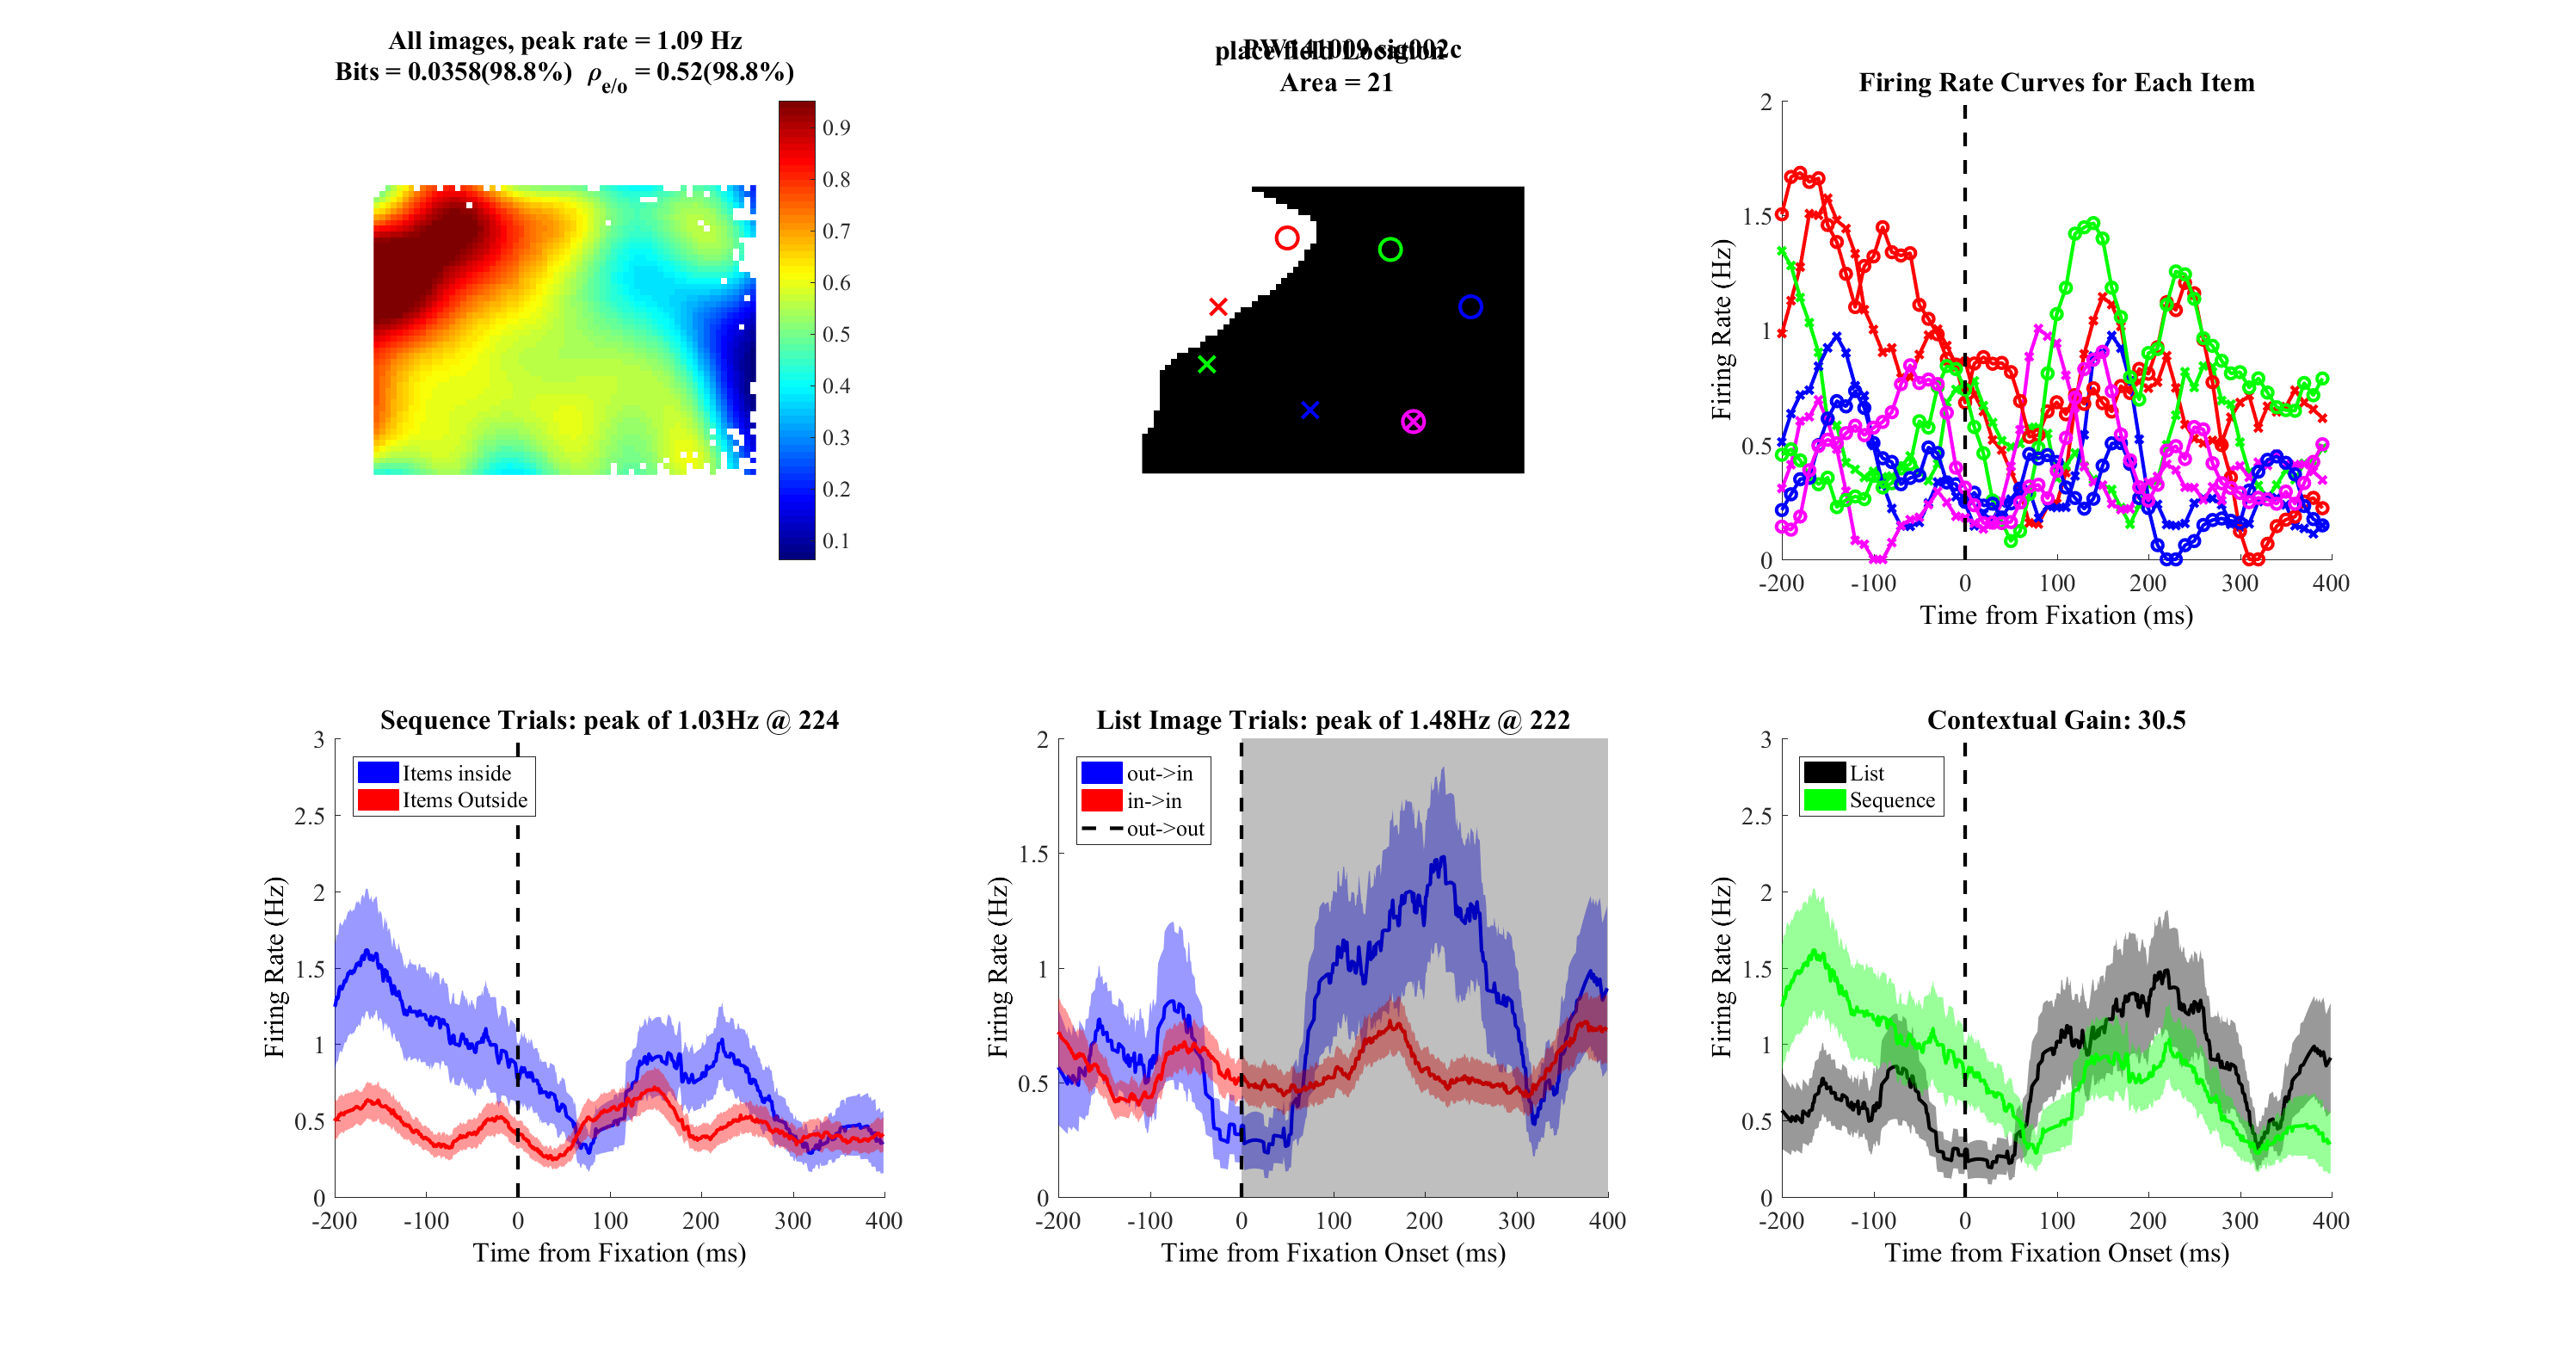 All images, peak rate = 1.09 Hz
Bits = 0.0358(98.8%) ρe/o = 0.52(98.8%)
0.9
0.8
0.7
0.6
0.5
0.4
0.3
0.2
0.1
place field Location
Area = 21
Firing Rate Curves for Each Item
Firing Rate (Hz)
2
1.5
1
0.5
0
-200 -100 0 100 200 300 400
Time from Fixation (ms)
Sequence Trials: peak of 1.03Hz @ 224
Items inside
Items Outside
Firing Rate (Hz)
3
2.5
2
1.5
1
0.5
0
-200 -100 0 100 200 300 400
Time from Fixation (ms)
List Image Trials: peak of 1.48Hz @ 222
out->in
in->in
out->out
Firing Rate (Hz)
2
1.5
1
0.5
0
-200 -100 0 100 200 300 400
Time from Fixation Onset (ms)
Contextual Gain: 30.5
List
Sequence
Firing Rate (Hz)
3
2.5
2
1.5
1
0.5
0
-200 -100 0 100 200 300 400
Time from Fixation Onset (ms)